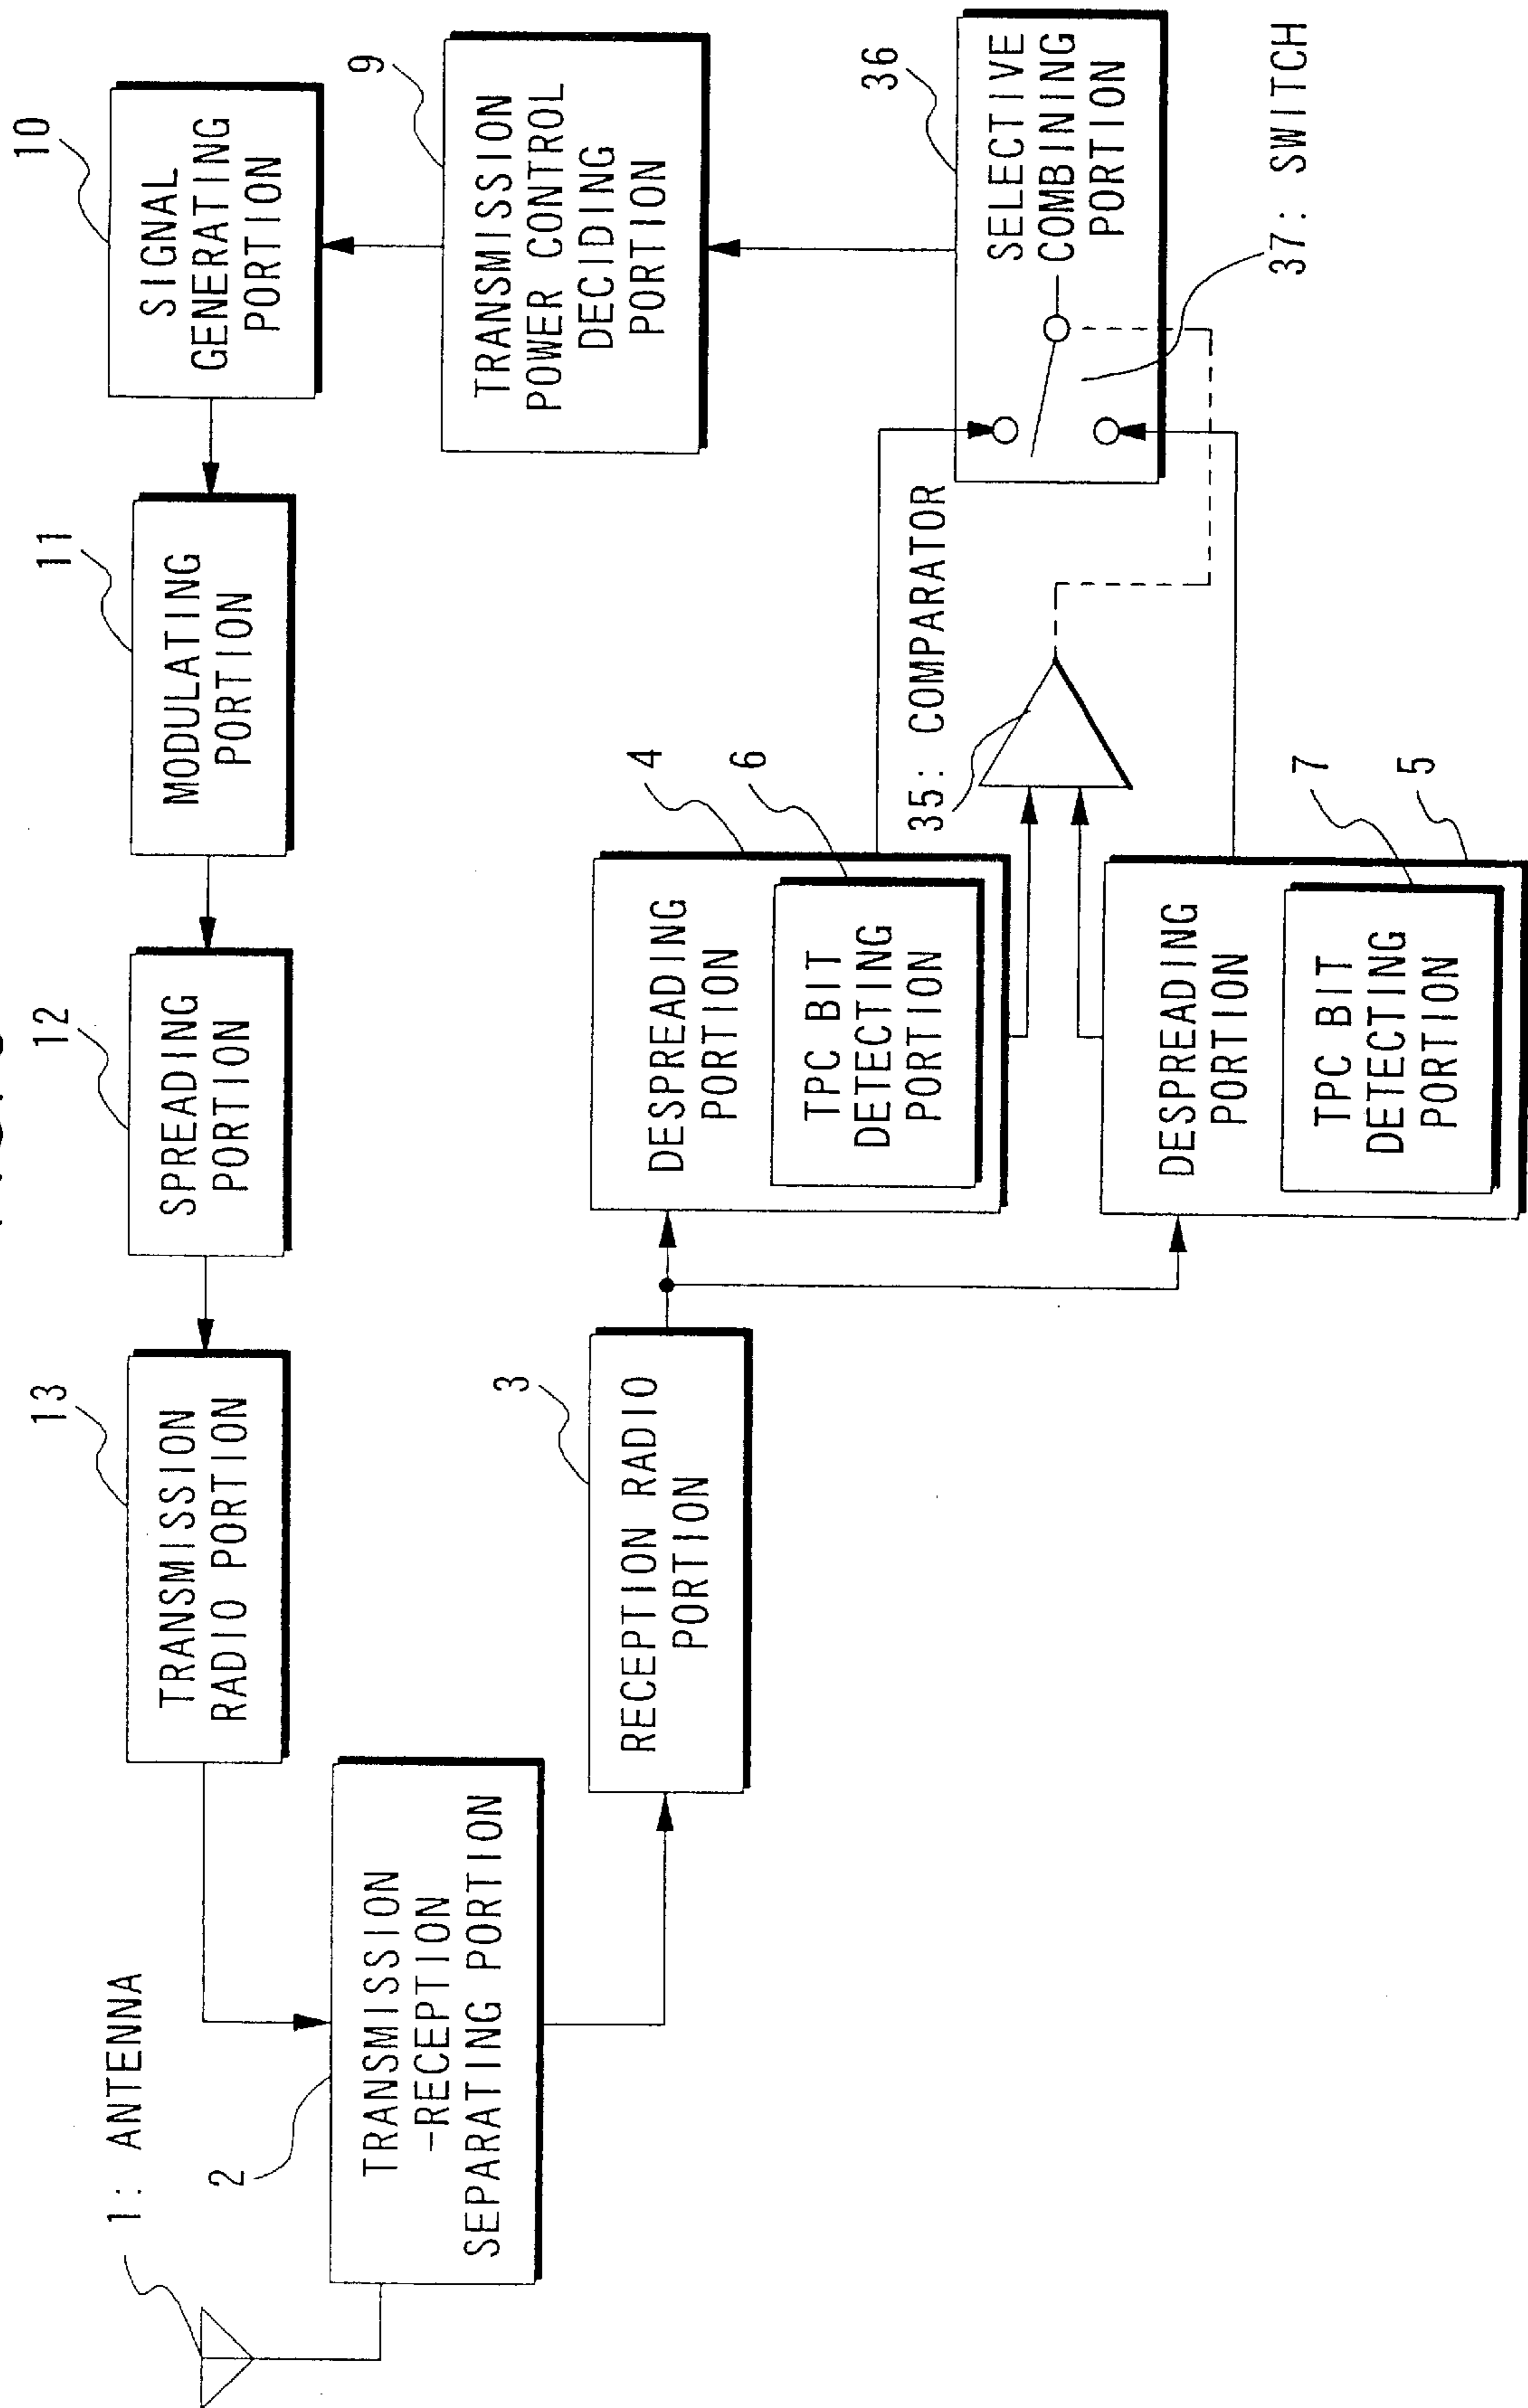 1: ANTENNA
2
TRANSMISSION
-RECEPTION
SEPARATING PORTION
13
TRANSMISSION
RADIO PORTION
12
SPREADING
PORTION
11
MODULATING
PORTION
10
SIGNAL
GENERATING
PORTION
9
TRANSMISSION
POWER CONTROL
DECIDING
PORTION
3
RECEPTION RADIO
PORTION
4
DESPREADING
PORTION
6
TPC BIT
DETECTING
PORTION
35: COMPARATOR
36
SELECTIVE
COMBINING
PORTION
37: SWITCH
DESPREADING
PORTION
7
TPC BIT
DETECTING
PORTION
5